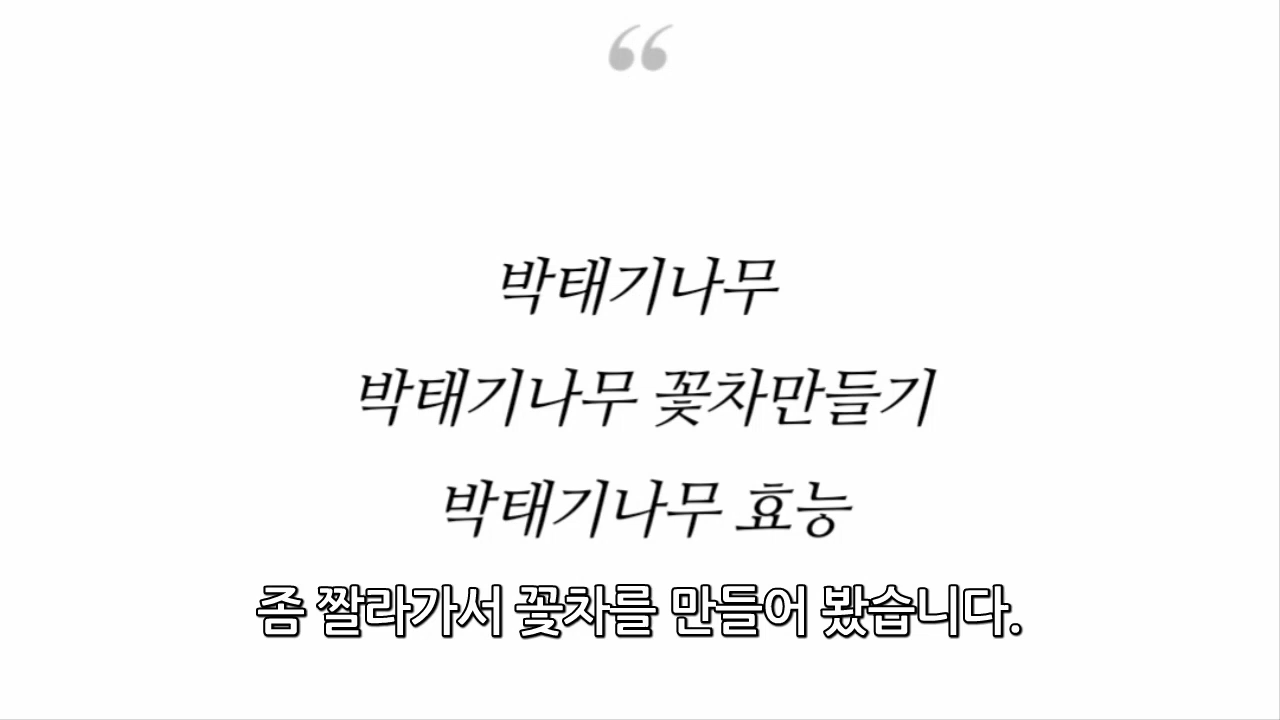 “
박태기나무
박태기나무 꽃차만들기
박태기나무 효능
좀 짤라가서 꽃차를 만들어 봤습니다.